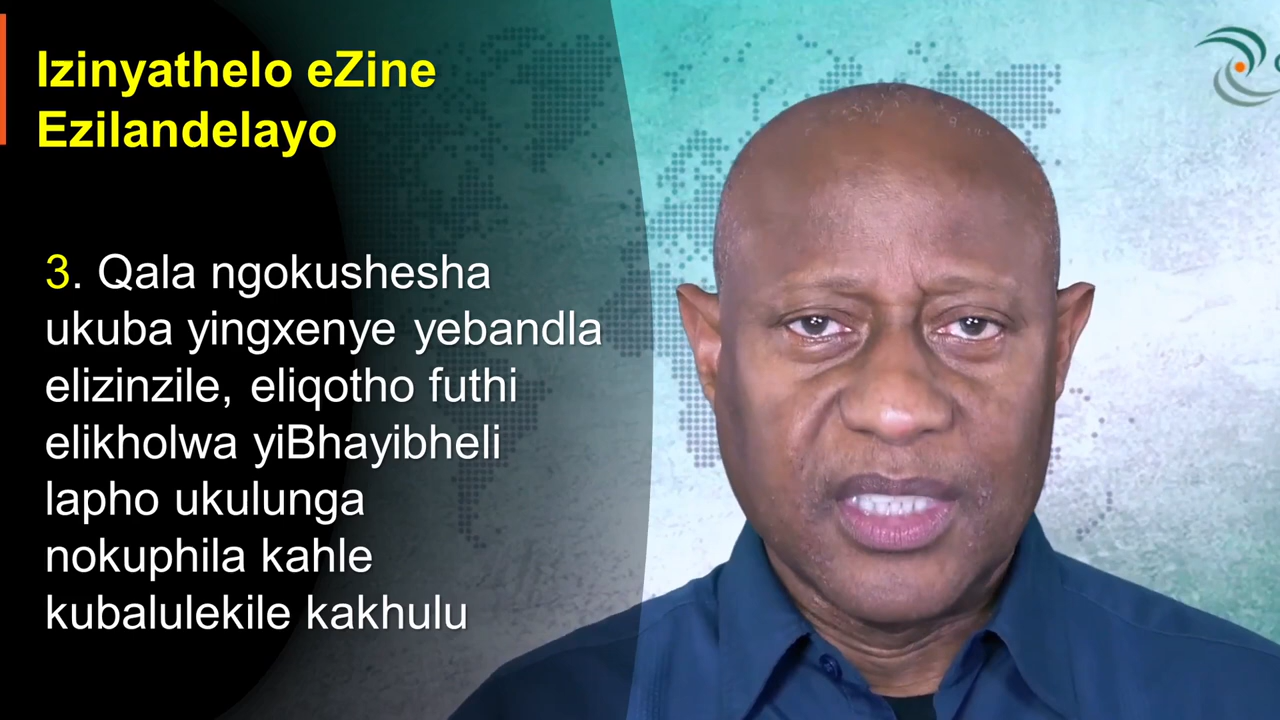 Izinyathelo eZine
Ezilandelayo
3. Qala ngokushesha
ukuba yingxenye yebandla
elizinzile, eliqotho futhi
elikholwa yiBhayibheli
lapho ukulunga
nokuphila kahle
kubalulekile kakhulu